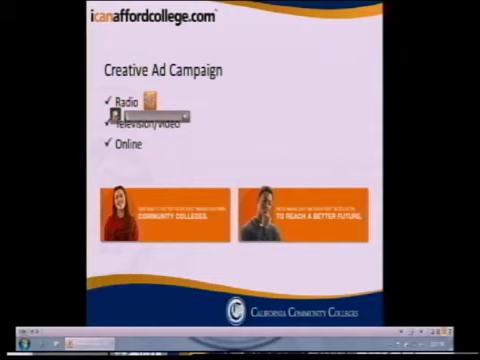 icanaffordcollege.com
Creative Ad Campaign
✓ Radio
✓ Television/Video
✓ Online
COMMUNITY COLLEGES.
TO REACH A BETTER FUTURE.
CALIFORNIA COMMUNITY COLLEGES